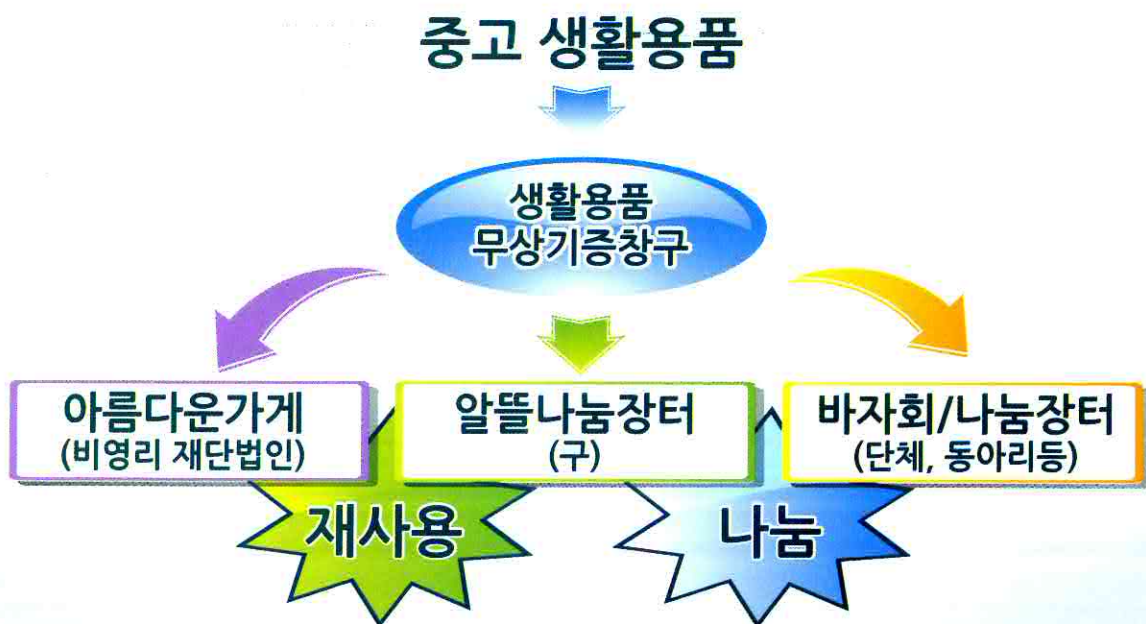 중고 생활용품
생활용품
무상기증창구
아름다운가게
(비영리 재단법인)
알뜰나눔장터
(구)
바자회/나눔장터
(단체, 동아리등)
재사용
나눔